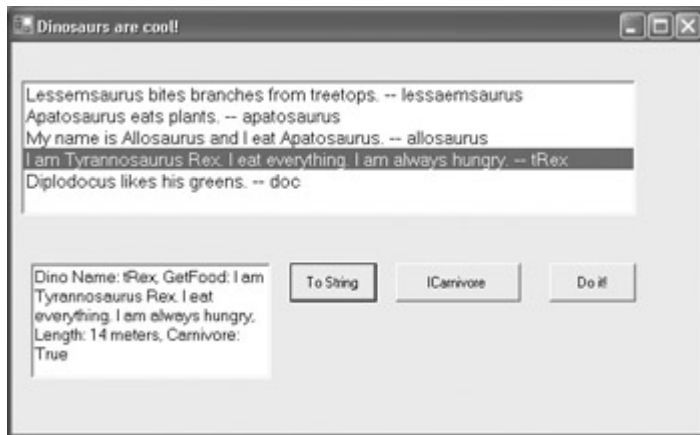 Dinosaurs are cool!
Lessemsaurus bites branches from treetops. -- lessaemsaurus
Apatosaurus eats plants. -- apatosaurus
My name is Allosaurus and I eat Apatosaurus. -- allosaurus
I am Tyrannosaurus Rex. I eat everything. I am always hungry. -- tRex
Diplodocus likes his greens. -- doc
Dino Name: tRex, GetFood: I am
Tyrannosaurus Rex. I eat
everything. I am always hungry,
Length: 14 meters, Carnivore:
True
To String
ICarnivore
Do it!